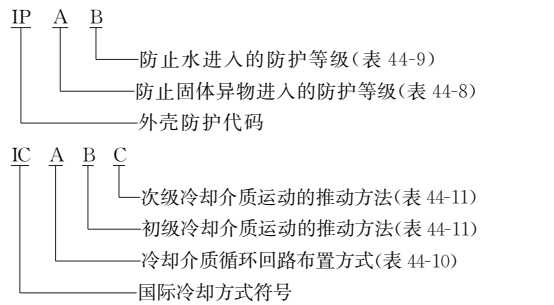 IP A B
防止水进入的防护等级(表 44-9)
防止固体异物进入的防护等级(表 44-8)
外壳防护代码
IC A B C
次级冷却介质运动的推动方法(表 44-11)
初级冷却介质运动的推动方法(表 44-11)
冷却介质循环回路布置方式(表 44-10)
国际冷却方式符号